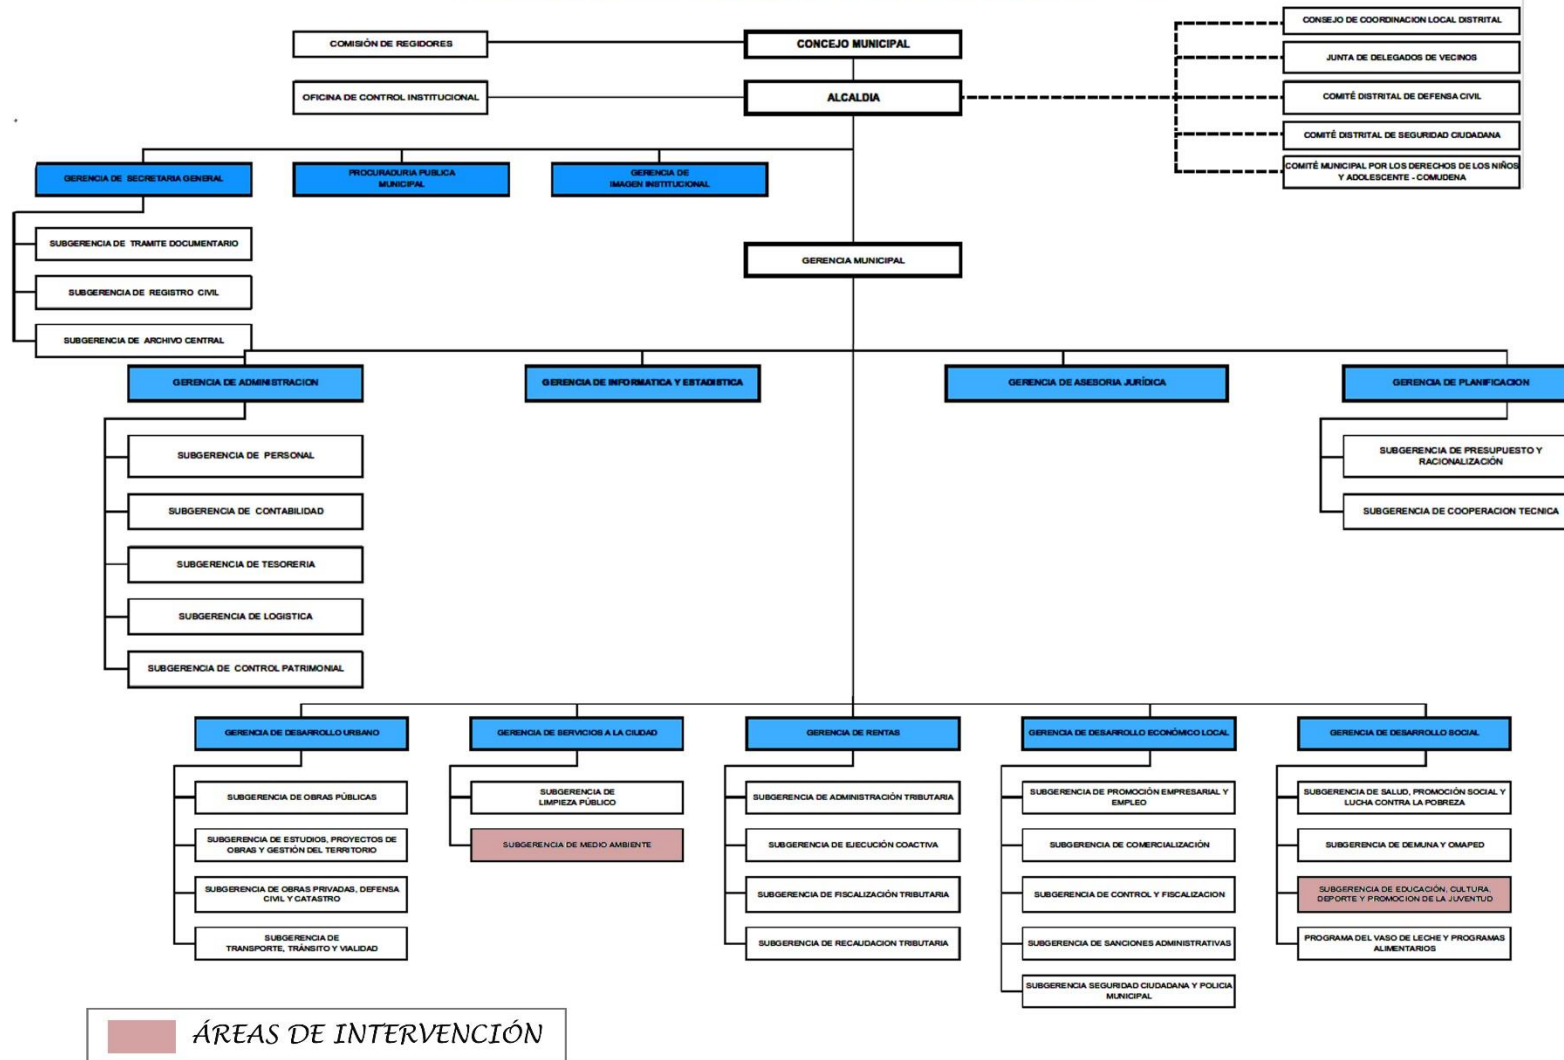 CONCEJO MUNICIPAL
COMISIÓN DE REGIDORES
ALCALDIA
OFICINA DE CONTROL INSTITUCIONAL
CONSEJO DE COORDINACION LOCAL DISTRITAL
JUNTA DE DELEGADOS DE VECINOS
COMITÉ DISTRITAL DE DEFENSA CIVIL
COMITÉ DISTRITAL DE SEGURIDAD CIUDADANA
COMITÉ MUNICIPAL POR LOS DERECHOS DE LOS NIÑOS
Y ADOLESCENTE - COMUDENA
GERENCIA DE SECRETARIA GENERAL
PROCURADURIA PUBLICA
MUNICIPAL
GERENCIA DE
IMAGEN INSTITUCIONAL
SUBGERENCIA DE TRAMITE DOCUMENTARIO
SUBGERENCIA DE REGISTRO CIVIL
SUBGERENCIA DE ARCHIVO CENTRAL
GERENCIA MUNICIPAL
GERENCIA DE ADMINISTRACION
GERENCIA DE INFORMATICA Y ESTADISTICA
GERENCIA DE ASESORIA JURÍDICA
GERENCIA DE PLANIFICACION
SUBGERENCIA DE PERSONAL
SUBGERENCIA DE CONTABILIDAD
SUBGERENCIA DE TESORERIA
SUBGERENCIA DE LOGISTICA
SUBGERENCIA DE CONTROL PATRIMONIAL
SUBGERENCIA DE PRESUPUESTO Y
RACIONALIZACIÓN
SUBGERENCIA DE COOPERACION TECNICA
GERENCIA DE DESARROLLO URBANO
GERENCIA DE SERVICIOS A LA CIUDAD
GERENCIA DE RENTAS
GERENCIA DE DESARROLLO ECONÓMICO LOCAL
GERENCIA DE DESARROLLO SOCIAL
SUBGERENCIA DE OBRAS PÚBLICAS
SUBGERENCIA DE ESTUDIOS, PROYECTOS DE
OBRAS Y GESTIÓN DEL TERRITORIO
SUBGERENCIA DE OBRAS PRIVADAS, DEFENSA
CIVIL Y CATASTRO
SUBGERENCIA DE
TRANSPORTE, TRÁNSITO Y VIALIDAD
SUBGERENCIA DE
LIMPIEZA PÚBLICO
SUBGERENCIA DE MEDIO AMBIENTE
SUBGERENCIA DE ADMINISTRACIÓN TRIBUTARIA
SUBGERENCIA DE EJECUCIÓN COACTIVA
SUBGERENCIA DE FISCALIZACIÓN TRIBUTARIA
SUBGERENCIA DE RECAUDACION TRIBUTARIA
SUBGERENCIA DE PROMOCIÓN EMPRESARIAL Y
EMPLEO
SUBGERENCIA DE COMERCIALIZACIÓN
SUBGERENCIA DE CONTROL Y FISCALIZACION
SUBGERENCIA DE SANCIONES ADMINISTRATIVAS
SUBGERENCIA SEGURIDAD CIUDADANA Y POLICIA
MUNICIPAL
SUBGERENCIA DE SALUD, PROMOCIÓN SOCIAL Y
LUCHA CONTRA LA POBREZA
SUBGERENCIA DE DEMUNA Y OMAPED
SUBGERENCIA DE EDUCACIÓN, CULTURA,
DEPORTE Y PROMOCION DE LA JUVENTUD
PROGRAMA DEL VASO DE LECHE Y PROGRAMAS
ALIMENTARIOS
ÁREAS DE INTERVENCIÓN